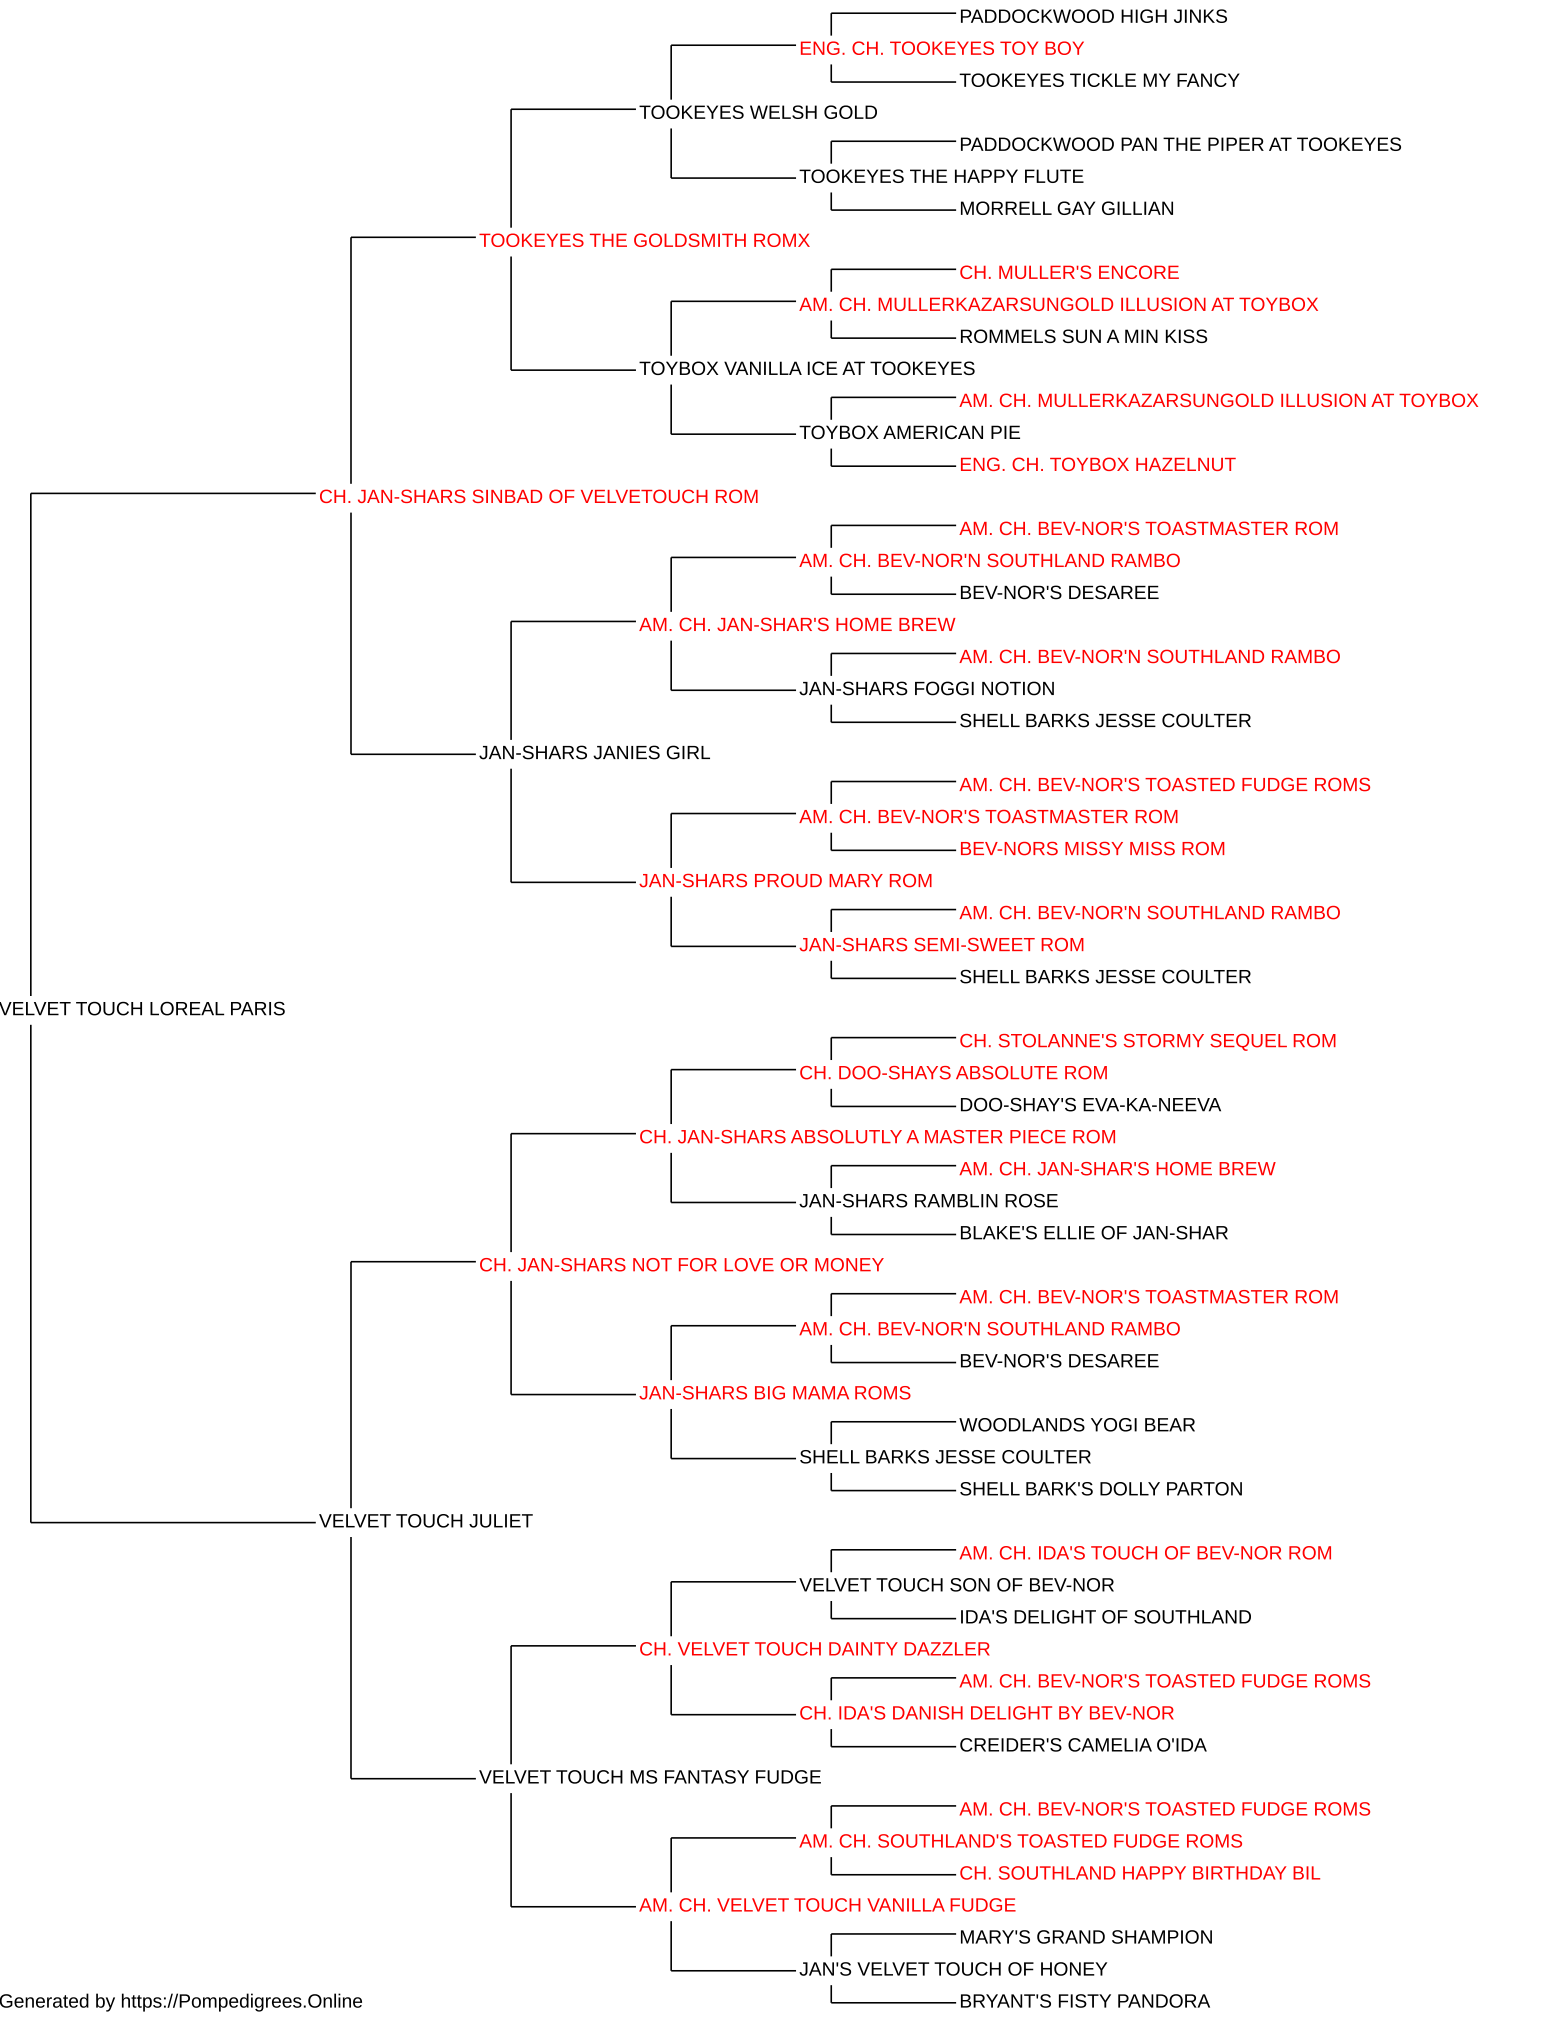 PADDOCKWOOD HIGH JINKS
ENG. CH. TOOKEYES TOY BOY
TOOKEYES TICKLE MY FANCY
TOOKEYES WELSH GOLD
PADDOCKWOOD PAN THE PIPER AT TOOKEYES
TOOKEYES THE HAPPY FLUTE
MORRELL GAY GILLIAN
TOOKEYES THE GOLDSMITH ROMX
CH. MULLER'S ENCORE
AM. CH. MULLERKAZARSUNGOLD ILLUSION AT TOYBOX
ROMMELS SUN A MIN KISS
TOYBOX VANILLA ICE AT TOOKEYES
AM. CH. MULLERKAZARSUNGOLD ILLUSION AT TOYBOX
TOYBOX AMERICAN PIE
ENG. CH. TOYBOX HAZELNUT
CH. JAN-SHARS SINBAD OF VELVETOUCH ROM
AM. CH. BEV-NOR'S TOASTMASTER ROM
AM. CH. BEV-NOR'N SOUTHLAND RAMBO
BEV-NOR'S DESAREE
AM. CH. JAN-SHAR'S HOME BREW
AM. CH. BEV-NOR'N SOUTHLAND RAMBO
JAN-SHARS FOGGI NOTION
SHELL BARKS JESSE COULTER
JAN-SHARS JANIES GIRL
AM. CH. BEV-NOR'S TOASTED FUDGE ROMS
AM. CH. BEV-NOR'S TOASTMASTER ROM
BEV-NORS MISSY MISS ROM
JAN-SHARS PROUD MARY ROM
AM. CH. BEV-NOR'N SOUTHLAND RAMBO
JAN-SHARS SEMI-SWEET ROM
SHELL BARKS JESSE COULTER
VELVET TOUCH LOREAL PARIS
CH. STOLANNE'S STORMY SEQUEL ROM
CH. DOO-SHAYS ABSOLUTE ROM
DOO-SHAY'S EVA-KA-NEEVA
CH. JAN-SHARS ABSOLUTLY A MASTER PIECE ROM
AM. CH. JAN-SHAR'S HOME BREW
JAN-SHARS RAMBLIN ROSE
BLAKE'S ELLIE OF JAN-SHAR
CH. JAN-SHARS NOT FOR LOVE OR MONEY
AM. CH. BEV-NOR'S TOASTMASTER ROM
AM. CH. BEV-NOR'N SOUTHLAND RAMBO
BEV-NOR'S DESAREE
JAN-SHARS BIG MAMA ROMS
WOODLANDS YOGI BEAR
SHELL BARKS JESSE COULTER
SHELL BARK'S DOLLY PARTON
VELVET TOUCH JULIET
AM. CH. IDA'S TOUCH OF BEV-NOR ROM
VELVET TOUCH SON OF BEV-NOR
IDA'S DELIGHT OF SOUTHLAND
CH. VELVET TOUCH DAINTY DAZZLER
AM. CH. BEV-NOR'S TOASTED FUDGE ROMS
CH. IDA'S DANISH DELIGHT BY BEV-NOR
CREIDER'S CAMELIA O'IDA
VELVET TOUCH MS FANTASY FUDGE
AM. CH. BEV-NOR'S TOASTED FUDGE ROMS
AM. CH. SOUTHLAND'S TOASTED FUDGE ROMS
CH. SOUTHLAND HAPPY BIRTHDAY BIL
AM. CH. VELVET TOUCH VANILLA FUDGE
MARY'S GRAND SHAMPION
JAN'S VELVET TOUCH OF HONEY
BRYANT'S FISTY PANDORA
Generated by https://Pompedigrees.Online